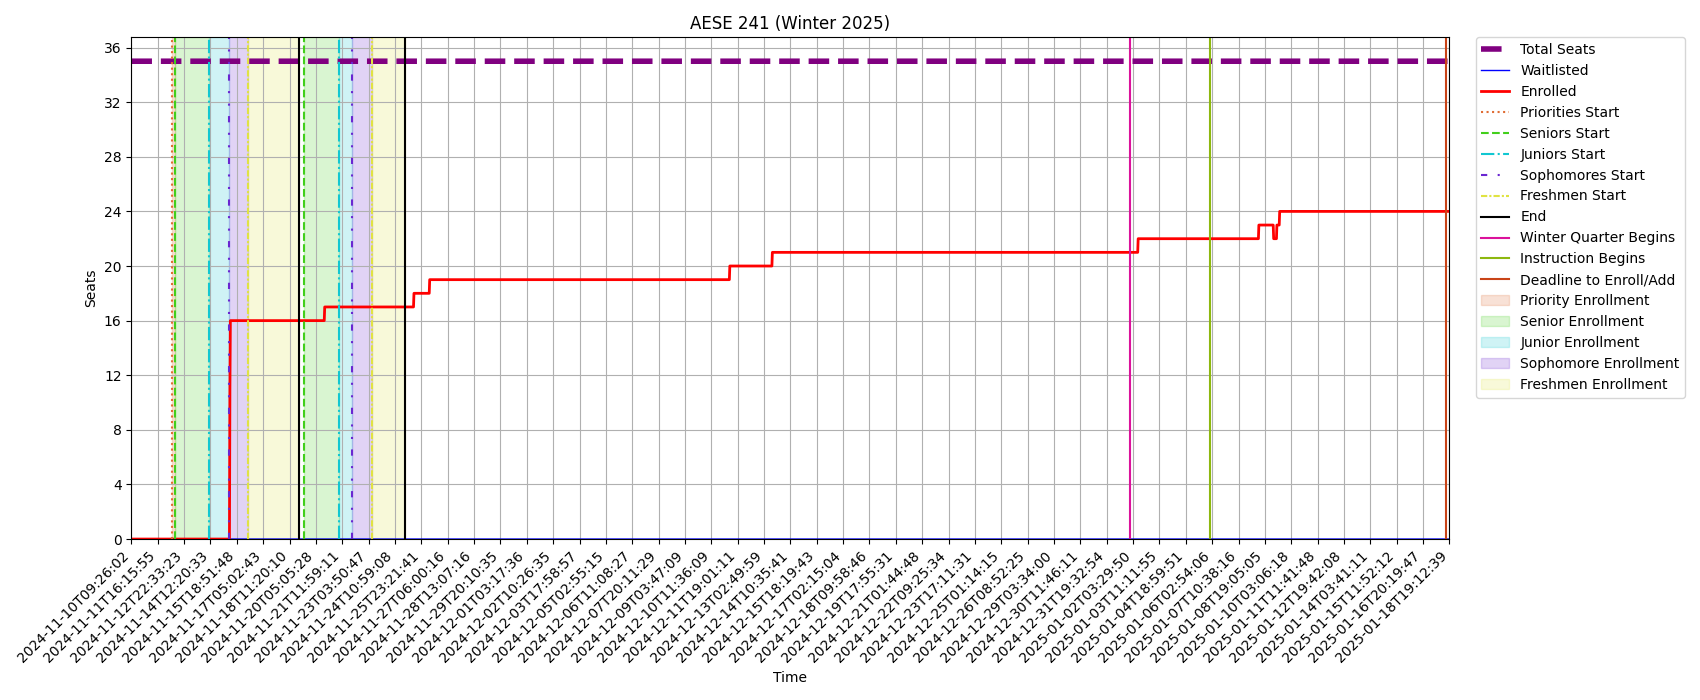 AESE 241 (Winter 2025)
36
32
28
24
20
16
12
8
4
0
Seats
2024-11-10T09:26:02
2024-11-11T16:15:55
2024-11-12T22:33:23
2024-11-14T12:20:33
2024-11-15T18:51:48
2024-11-17T05:02:43
2024-11-18T11:20:10
2024-11-20T05:05:28
2024-11-21T11:59:11
2024-11-23T03:50:47
2024-11-24T10:59:08
2024-11-25T23:21:41
2024-11-27T06:00:16
2024-11-28T13:07:16
2024-11-29T20:10:35
2024-12-01T03:17:36
2024-12-02T10:26:35
2024-12-03T17:58:57
2024-12-05T02:55:15
2024-12-06T11:08:27
2024-12-07T20:11:29
2024-12-09T03:47:09
2024-12-10T11:36:09
2024-12-11T19:01:11
2024-12-13T02:49:59
2024-12-14T10:35:41
2024-12-15T18:19:43
2024-12-17T02:15:04
2024-12-18T09:58:46
2024-12-19T17:55:31
2024-12-21T01:44:48
2024-12-22T09:25:34
2024-12-23T17:11:31
2024-12-25T01:14:15
2024-12-26T08:52:25
2024-12-29T03:34:00
2024-12-30T11:46:11
2024-12-31T19:32:54
2025-01-02T03:29:50
2025-01-03T11:11:55
2025-01-04T18:59:51
2025-01-06T02:54:06
2025-01-07T10:38:16
2025-01-08T19:05:05
2025-01-10T03:06:18
2025-01-11T11:41:48
2025-01-12T19:42:08
2025-01-14T03:41:11
2025-01-15T11:52:12
2025-01-16T20:19:47
2025-01-18T19:12:39
Time
Total Seats
Waitlisted
Enrolled
Priorities Start
Seniors Start
Juniors Start
Sophomores Start
Freshmen Start
End
Winter Quarter Begins
Instruction Begins
Deadline to Enroll/Add
Priority Enrollment
Senior Enrollment
Junior Enrollment
Sophomore Enrollment
Freshmen Enrollment